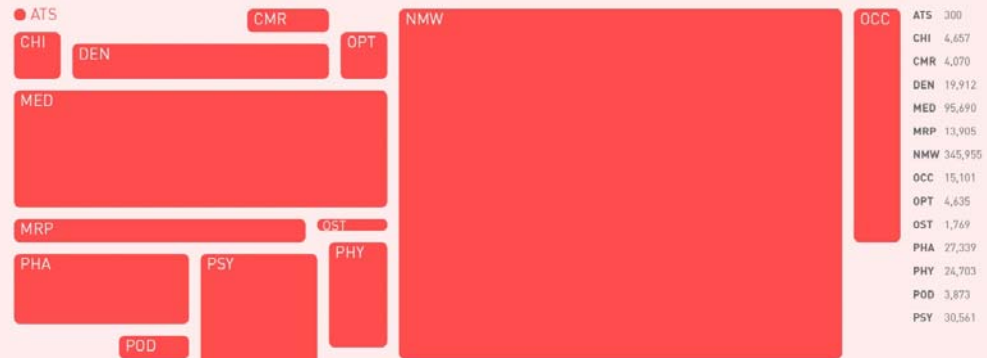 ATS
CMR
NMW
OCC
CHI
DEN
OPT
MED
MRP
OST
PHA
PSY
PHY
POD
ATS 300
CHI 4,657
CMR 4,070
DEN 19,912
MED 95,690
MRP 13,905
NMW 345,955
OCC 15,101
OPT 4,635
OST 1,769
PHA 27,339
PHY 24,703
POD 3,873
PSY 30,561